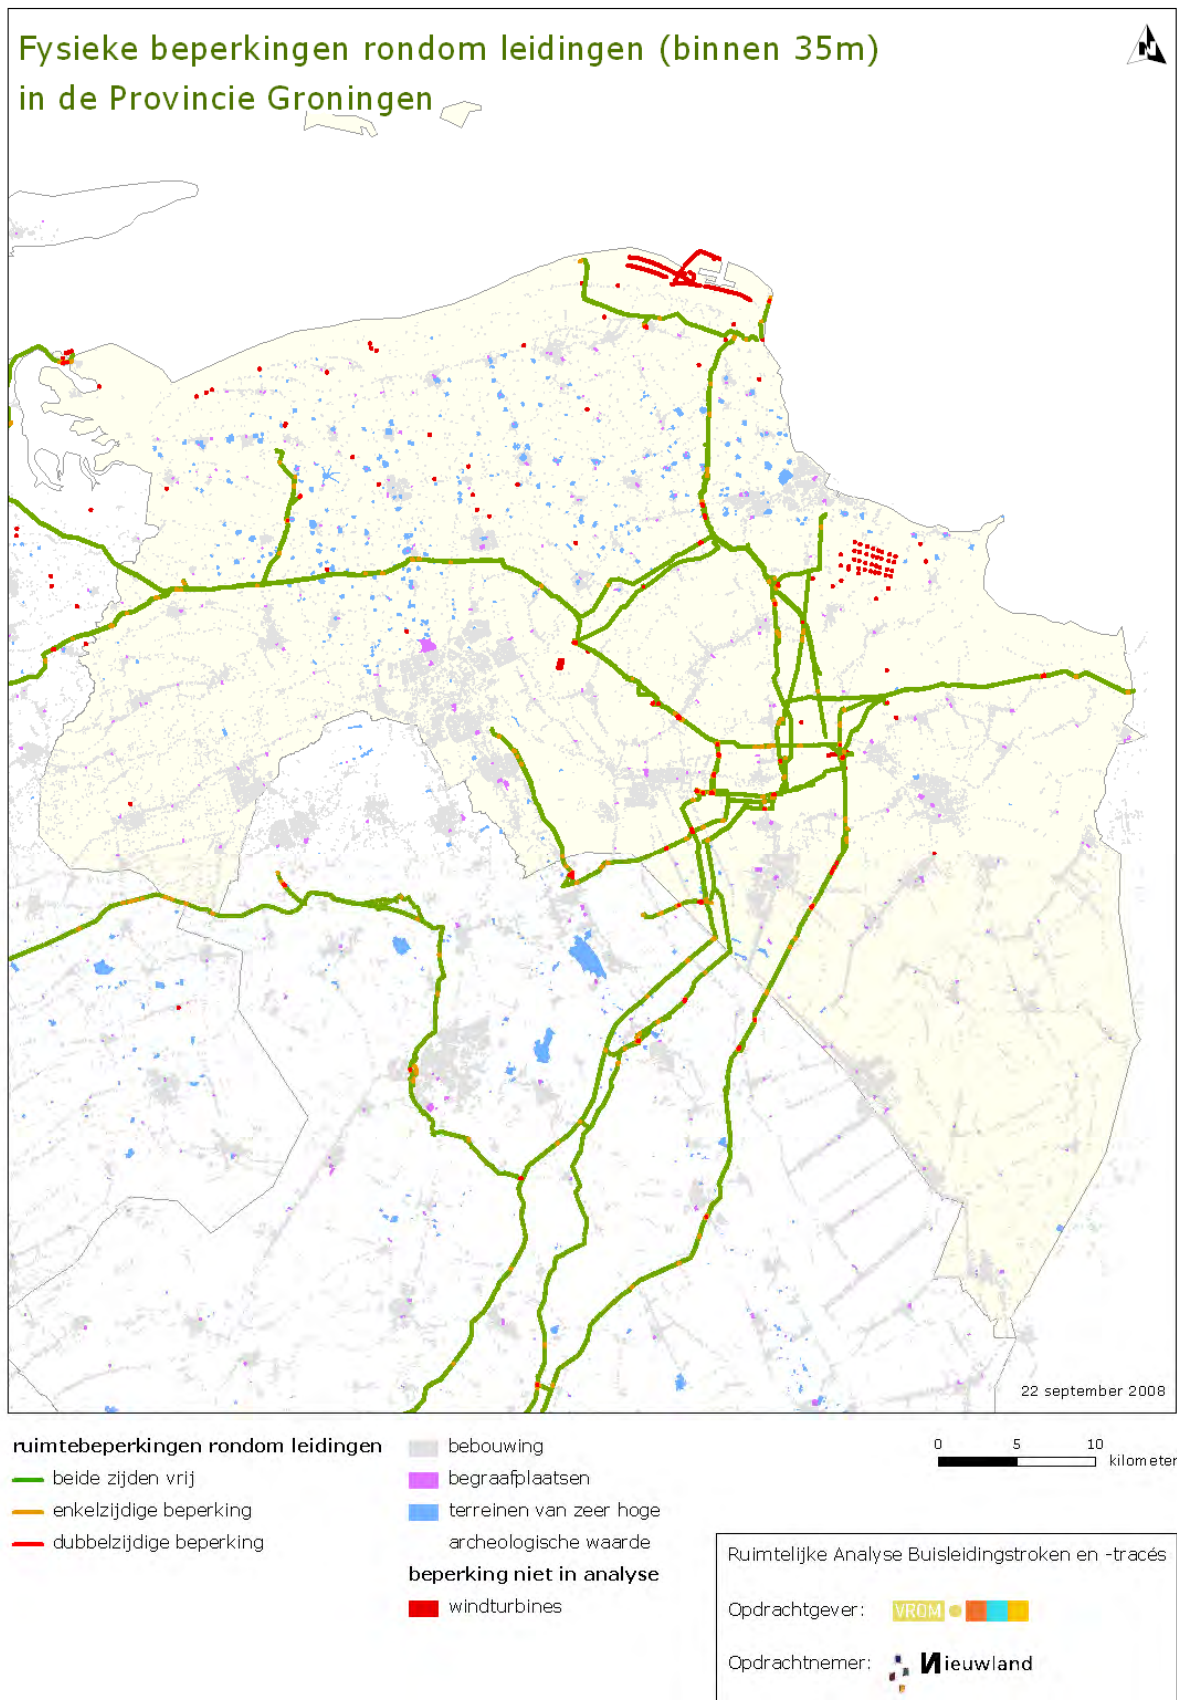 Fysieke beperkingen rondom leidingen (binnen 35m)
in de Provincie Groningen
N
22 september 2008
ruimtebeperkingen rondom leidingen
beide zijden vrij
enkelzijdige beperking
dubbelzijdige beperking
bebouwing
begraafplaatsen
terreinen van zeer hoge
archeologische waarde
beperking niet in analyse
windturbines
0 5 10
kilometer
Ruimtelijke Analyse Buisleidingstroken en -tracés
Opdrachtgever: VROM
Opdrachtnemer: Nieuwland